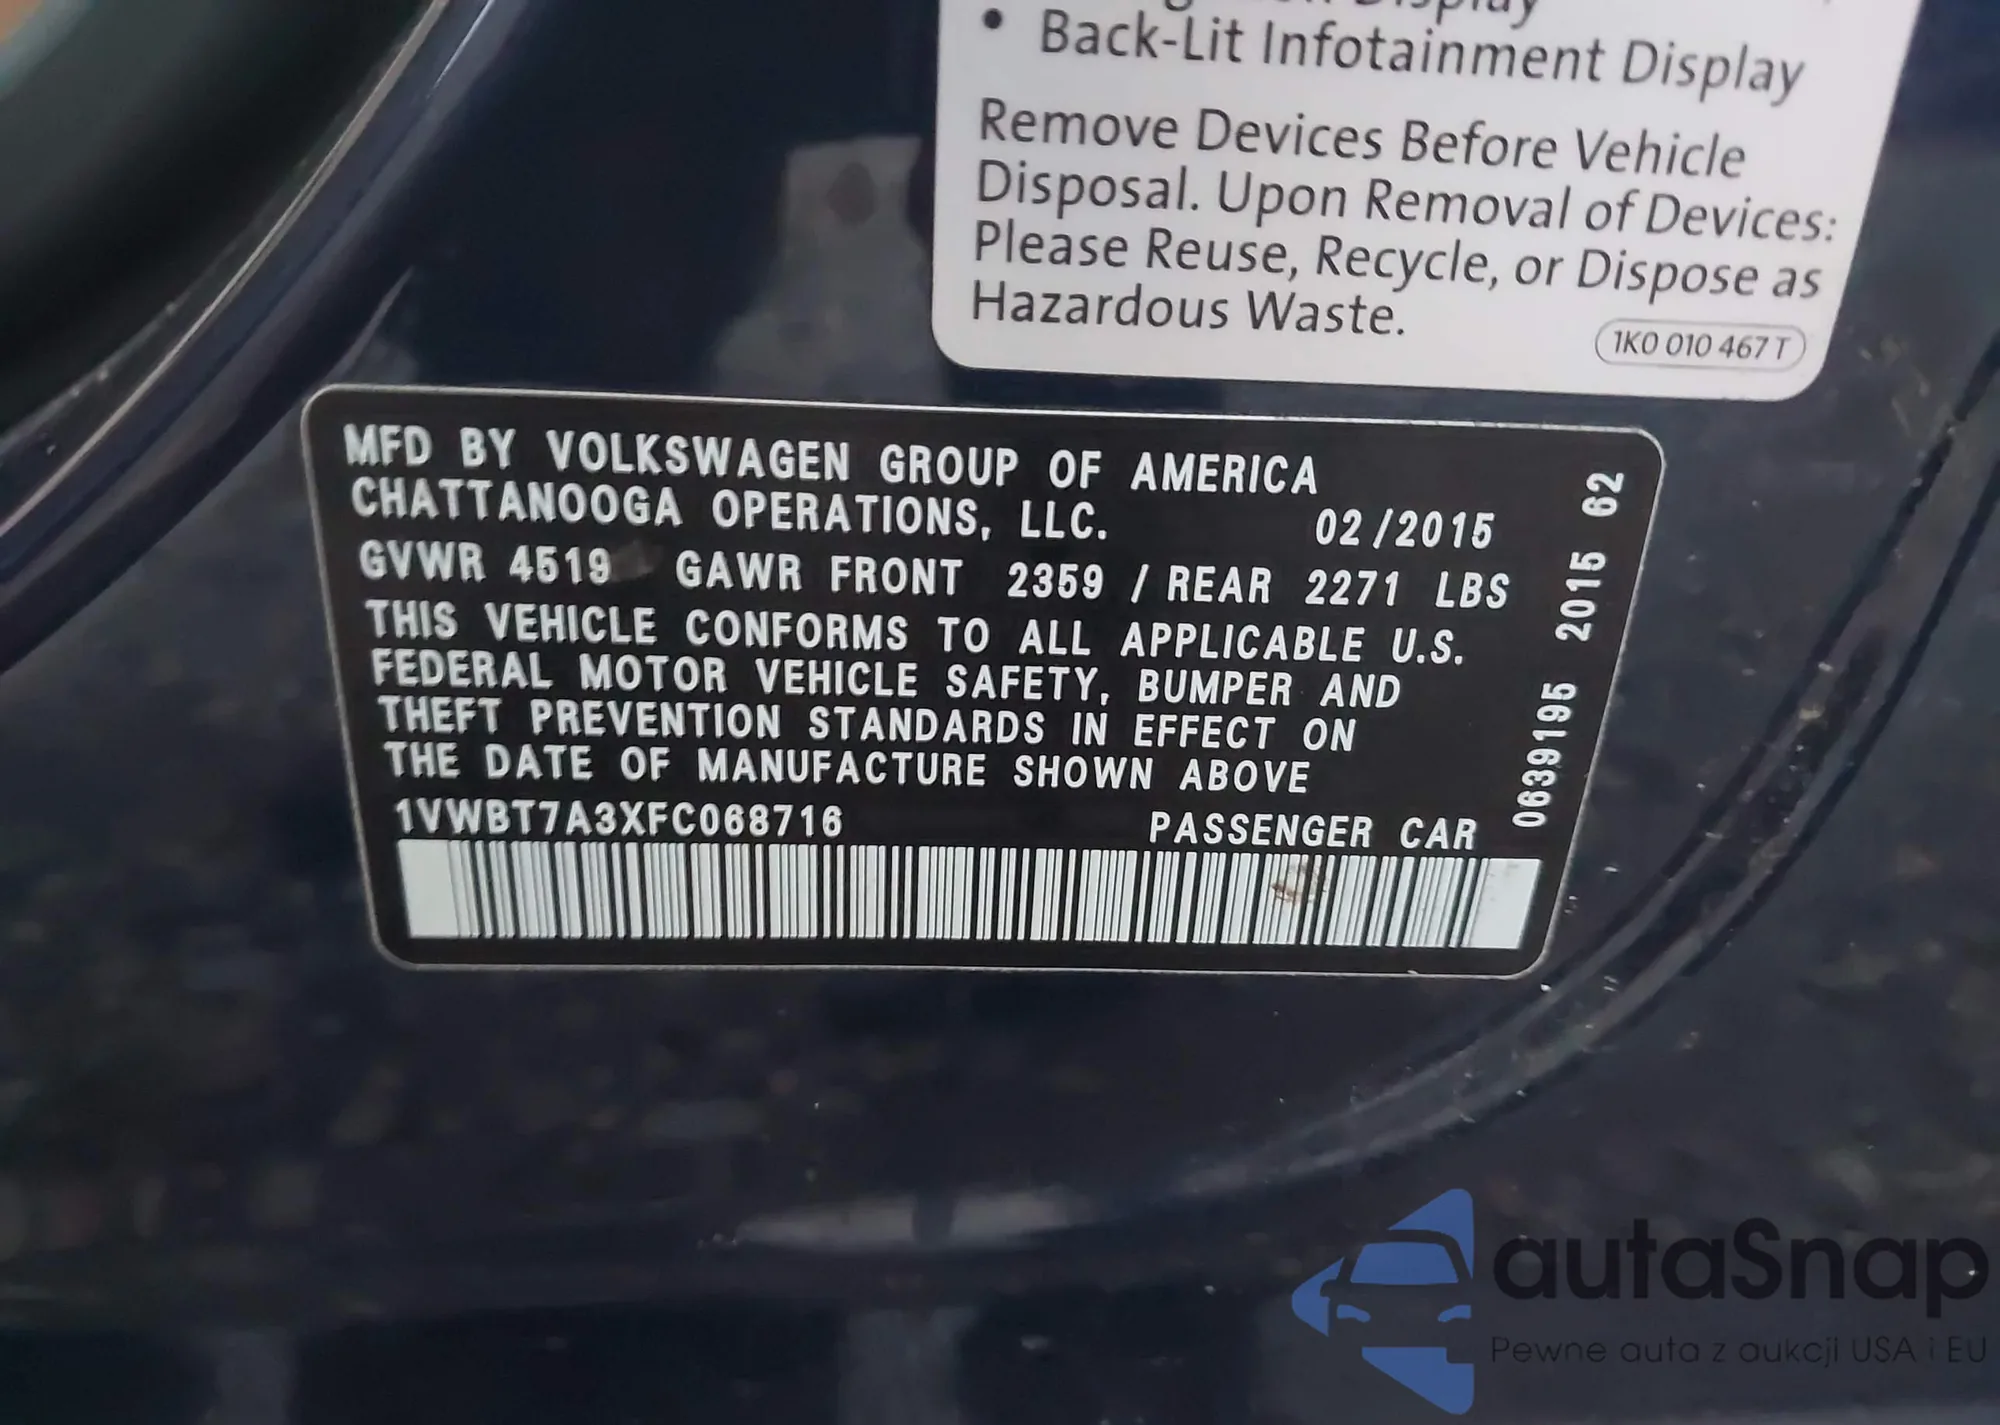 Display
• Back-Lit Infotainment Display
Remove Devices Before Vehicle
Disposal. Upon Removal of Devices:
Please Reuse, Recycle, or Dispose as
Hazardous Waste.
1K0 010 467 T
MFD BY VOLKSWAGEN GROUP OF AMERICA
CHATTANOOGA OPERATIONS, LLC. 02/2015
GVWR 4519 GAWR FRONT 2359 / REAR 2271 LBS
THIS VEHICLE CONFORMS TO ALL APPLICABLE U.S.
FEDERAL MOTOR VEHICLE SAFETY, BUMPER AND
THEFT PREVENTION STANDARDS IN EFFECT ON
THE DATE OF MANUFACTURE SHOWN ABOVE
1VWBT7A3XFC068716 PASSENGER CAR
0639195 2015 62
autaSnap
Pewne auta z aukcji USA i EU